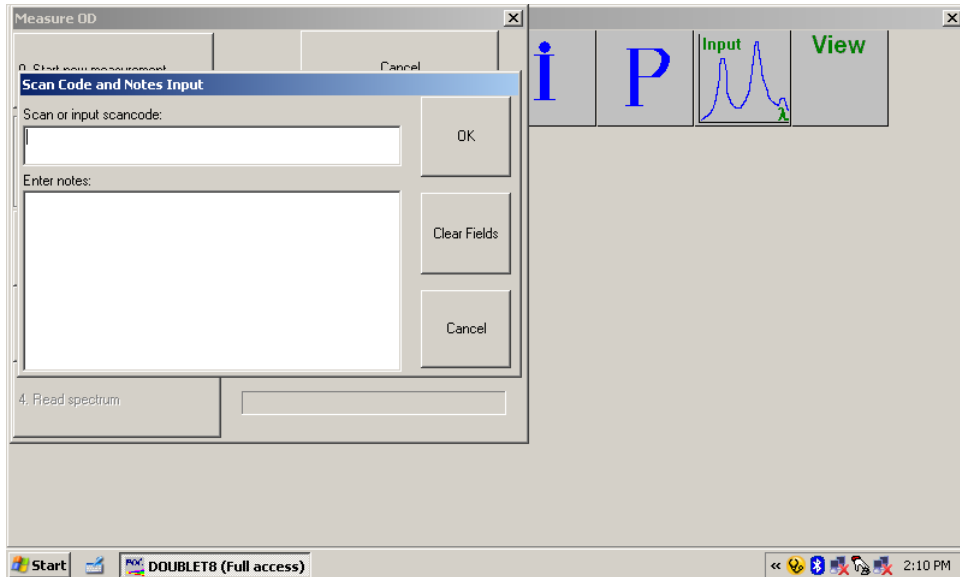 Measure OD
Cancel
Scan Code and Notes Input
Scan or input scancode:
OK
Enter notes:
Clear Fields
Cancel
4. Read spectrum
i
P
Input
λ
View
Start
DOUBLET8 (Full access)
«
2:10 PM